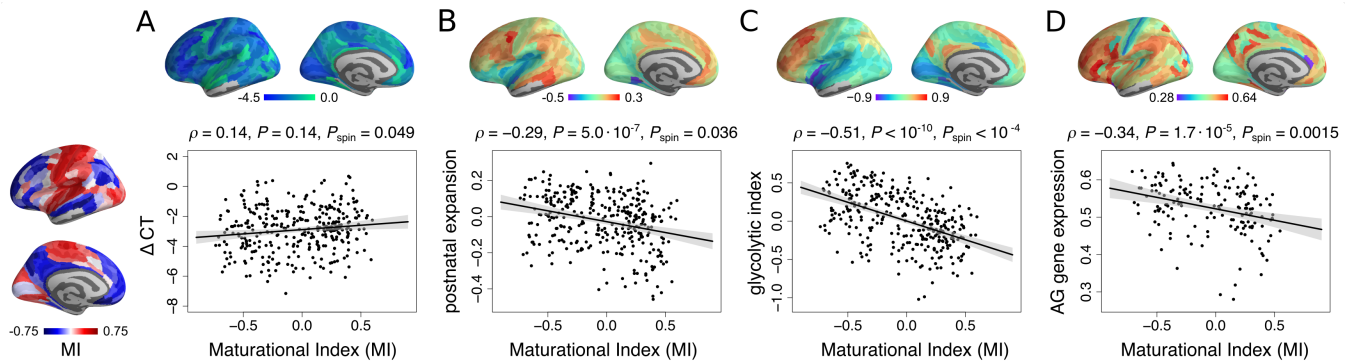 A
B
C
D
-4.5 0.0
-0.5 0.3
−0.9 0.9
0.28 0.64
ρ = 0.14, P = 0.14, Pspin = 0.049
ρ = −0.29, P = 5.0 · 10-7, Pspin = 0.036
ρ = −0.51, P < 10-10, Pspin < 10-4
ρ = −0.34, P = 1.7 · 10-5, Pspin = 0.0015
-0.75 0.75
MI
Δ CT
2
0
−2
−4
−6
−8
−0.5 0.0 0.5
Maturational Index (MI)
postnatal expansion
0.2
0.0
−0.2
−0.4
−0.5 0.0 0.5
Maturational Index (MI)
glycolytic index
0.5
0.0
−0.5
−1.0
−0.5 0.0 0.5
Maturational Index (MI)
AG gene expression
0.6
0.5
0.4
0.3
−0.5 0.0 0.5
Maturational Index (MI)